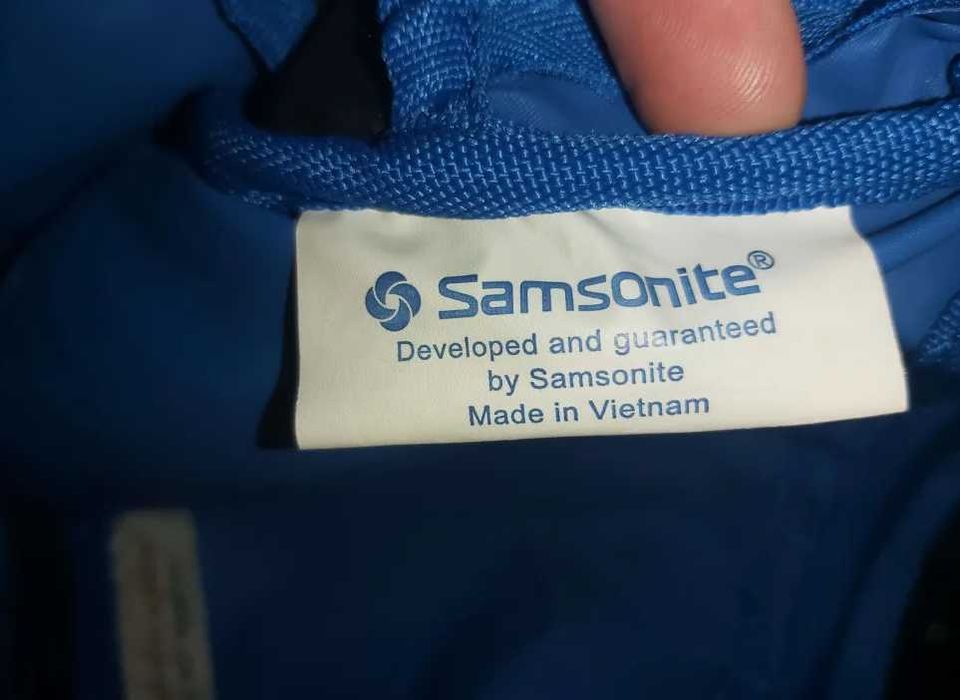 Samsonite®
Developed and guaranteed
by Samsonite
Made in Vietnam